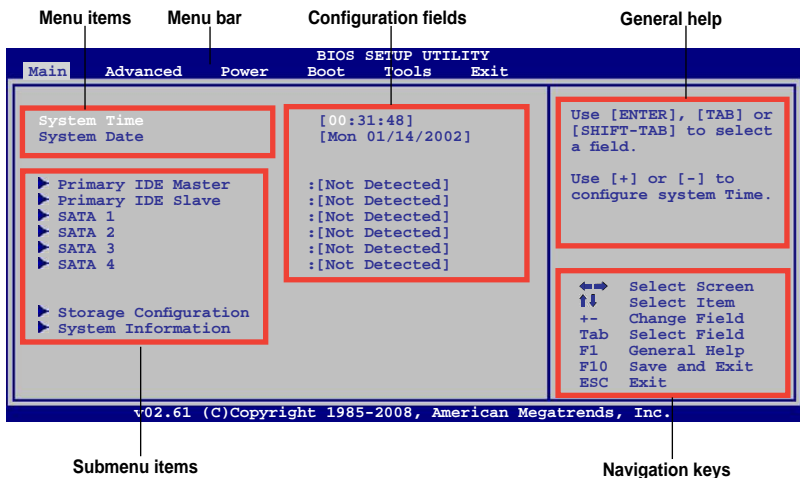 Menu items Menu bar Configuration fields General help
BIOS SETUP UTILITY
Main Advanced Power Boot Tools Exit
System Time [00:31:48]
System Date [Mon 01/14/2002]
Primary IDE Master :[Not Detected]
Primary IDE Slave :[Not Detected]
SATA 1 :[Not Detected]
SATA 2 :[Not Detected]
SATA 3 :[Not Detected]
SATA 4 :[Not Detected]
Storage Configuration
System Information
Use [ENTER], [TAB] or
[SHIFT-TAB] to select
a field.
Use [+] or [-] to
configure system Time.
Select Screen
Select Item
+- Change Field
Tab Select Field
F1 General Help
F10 Save and Exit
ESC Exit
v02.61 (C)Copyright 1985-2008, American Megatrends, Inc.
Submenu items Navigation keys